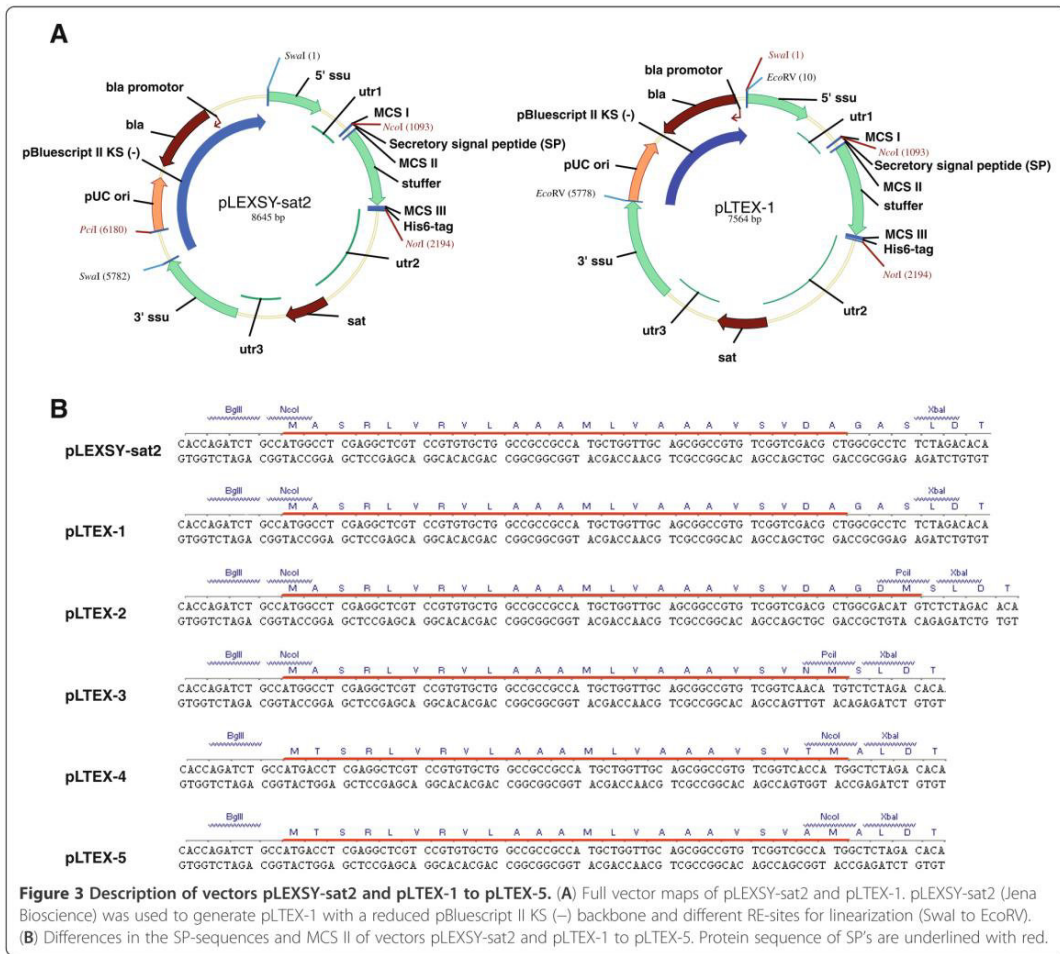 A
SwaI (1)
5' ssu
bla promotor
utr1
bla
MCS I
NcoI (1093)
pBluescript II KS (-)
Secretory signal peptide (SP)
MCS II
stuffer
pUC ori
pLEXSY-sat2
8645 bp
MCS III
His6-tag
PciI (6180)
NotI (2194)
SwaI (5782)
utr2
3' ssu
sat
utr3
SwaI (1)
EcoRV (10)
bla promotor
5' ssu
bla
utr1
pBluescript II KS (-)
MCS I
NcoI (1093)
Secretory signal peptide (SP)
pUC ori
MCS II
stuffer
EcoRV (5778)
pLTEX-1
7564 bp
MCS III
His6-tag
NotI (2194)
3' ssu
utr2
utr3
sat
B
BglII NcoI XbaI
M A S R L V R V L A A A M L V A A A V S V D A G A S L D T
pLEXSY-sat2
CACCAGATCT GCCATGGCCT CGAGGCTCGT CCGTGTGCTG GCCGCCGCCA TGCTGGTTGC AGCGGCCGTG TCGGTCGACG CTGGCGCCTC TCTAGACACA
GTGGTCTAGA CGGTACCGGA GCTCCGAGCA GGCACACGAC CGGCGGCGGT ACGACCAACG TCGCCGGCAC AGCCAGCTGC GACCGCGGAG AGATCTGTGT
BglII NcoI XbaI
M A S R L V R V L A A A M L V A A A V S V D A G A S L D T
pLTEX-1
CACCAGATCT GCCATGGCCT CGAGGCTCGT CCGTGTGCTG GCCGCCGCCA TGCTGGTTGC AGCGGCCGTG TCGGTCGACG CTGGCGCCTC TCTAGACACA
GTGGTCTAGA CGGTACCGGA GCTCCGAGCA GGCACACGAC CGGCGGCGGT ACGACCAACG TCGCCGGCAC AGCCAGCTGC GACCGCGGAG AGATCTGTGT
BglII NcoI PciI XbaI
M A S R L V R V L A A A M L V A A A V S V D A G D M S L D T
pLTEX-2
CACCAGATCT GCCATGGCCT CGAGGCTCGT CCGTGTGCTG GCCGCCGCCA TGCTGGTTGC AGCGGCCGTG TCGGTCGACG CTGGCGACAT GTCTCTAGAC ACA
GTGGTCTAGA CGGTACCGGA GCTCCGAGCA GGCACACGAC CGGCGGCGGT ACGACCAACG TCGCCGGCAC AGCCAGCTGC GACCGCTGTA CAGAGATCTG TGT
BglII NcoI PciI XbaI
M A S R L V R V L A A A M L V A A A V S V N M S L D T
pLTEX-3
CACCAGATCT GCCATGGCCT CGAGGCTCGT CCGTGTGCTG GCCGCCGCCA TGCTGGTTGC AGCGGCCGTG TCGGTCAACA TGTCTCTAGA CACA
GTGGTCTAGA CGGTACCGGA GCTCCGAGCA GGCACACGAC CGGCGGCGGT ACGACCAACG TCGCCGGCAC AGCCAGTTGT ACAGAGATCT GTGT
BglII NcoI XbaI
M T S R L V R V L A A A M L V A A A V S V T M A L D T
pLTEX-4
CACCAGATCT GCCATGACCT CGAGGCTCGT CCGTGTGCTG GCCGCCGCCA TGCTGGTTGC AGCGGCCGTG TCGGTCACCA TGGCTCTAGA CACA
GTGGTCTAGA CGGTACTGGA GCTCCGAGCA GGCACACGAC CGGCGGCGGT ACGACCAACG TCGCCGGCAC AGCCAGTGGT ACCGAGATCT GTGT
BglII NcoI XbaI
M T S R L V R V L A A A M L V A A A V S V A M A L D T
pLTEX-5
CACCAGATCT GCCATGACCT CGAGGCTCGT CCGTGTGCTG GCCGCCGCCA TGCTGGTTGC AGCGGCCGTG TCGGTCGCCA TGGCTCTAGA CACA
GTGGTCTAGA CGGTACTGGA GCTCCGAGCA GGCACACGAC CGGCGGCGGT ACGACCAACG TCGCCGGCAC AGCCAGCGGT ACCGAGATCT GTGT
Figure 3 Description of vectors pLEXSY-sat2 and pLTEX-1 to pLTEX-5. (A) Full vector maps of pLEXSY-sat2 and pLTEX-1. pLEXSY-sat2 (Jena
Bioscience) was used to generate pLTEX-1 with a reduced pBluescript II KS (−) backbone and different RE-sites for linearization (SwaI to EcoRV).
(B) Differences in the SP-sequences and MCS II of vectors pLEXSY-sat2 and pLTEX-1 to pLTEX-5. Protein sequence of SP's are underlined with red.